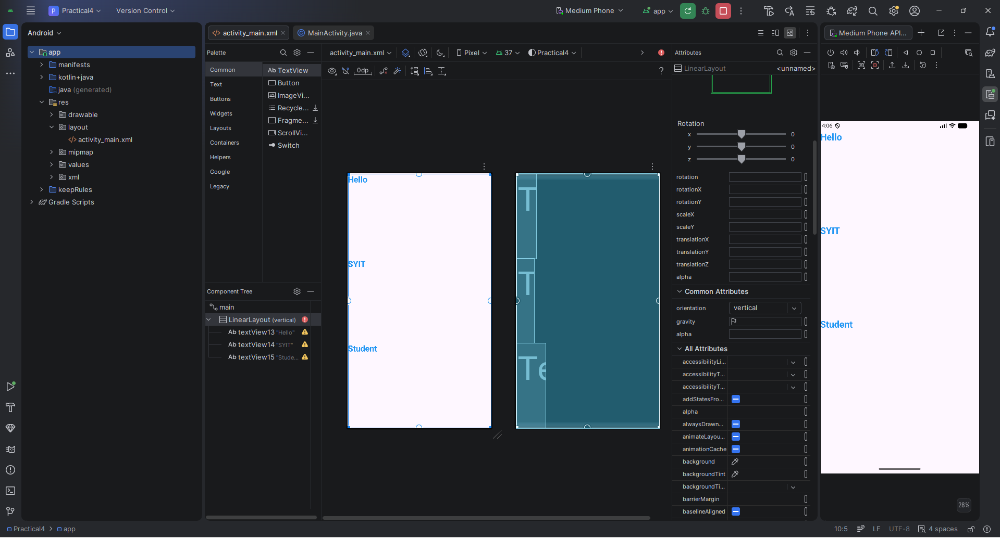 P Practical4
Version Control
Medium Phone
app
Android
app
manifests
kotlin+java
java (generated)
res
drawable
layout
activity_main.xml
mipmap
values
xml
keepRules
Gradle Scripts
activity_main.xml
MainActivity.java
Palette
Common
Text
Buttons
Widgets
Layouts
Containers
Helpers
Google
Legacy
Ab TextView
Button
ImageVi...
Recycle...
Fragme...
ScrollVi...
Switch
activity_main.xml
Pixel
37
Practical4
0dp
?
Component Tree
main
LinearLayout (vertical)
Ab textView13 "Hello"
Ab textView14 "SYIT"
Ab textView15 "Stude...
Hello
SYIT
Student
T
T
Te
Attributes
LinearLayout <unnamed>
Rotation
x 0
y 0
z 0
rotation
rotationX
rotationY
scaleX
scaleY
translationX
translationY
translationZ
alpha
Common Attributes
orientation vertical
gravity
alpha
All Attributes
accessibilityLi...
accessibilityT...
accessibilityT...
addStatesFro...
alpha
alwaysDrawn...
animateLayou...
animationCache
background
backgroundTint
backgroundTi...
barrierMargin
baselineAligned
Medium Phone API...
4:06
Hello
SYIT
Student
28%
Practical4 > app
10:5 LF UTF-8 4 spaces